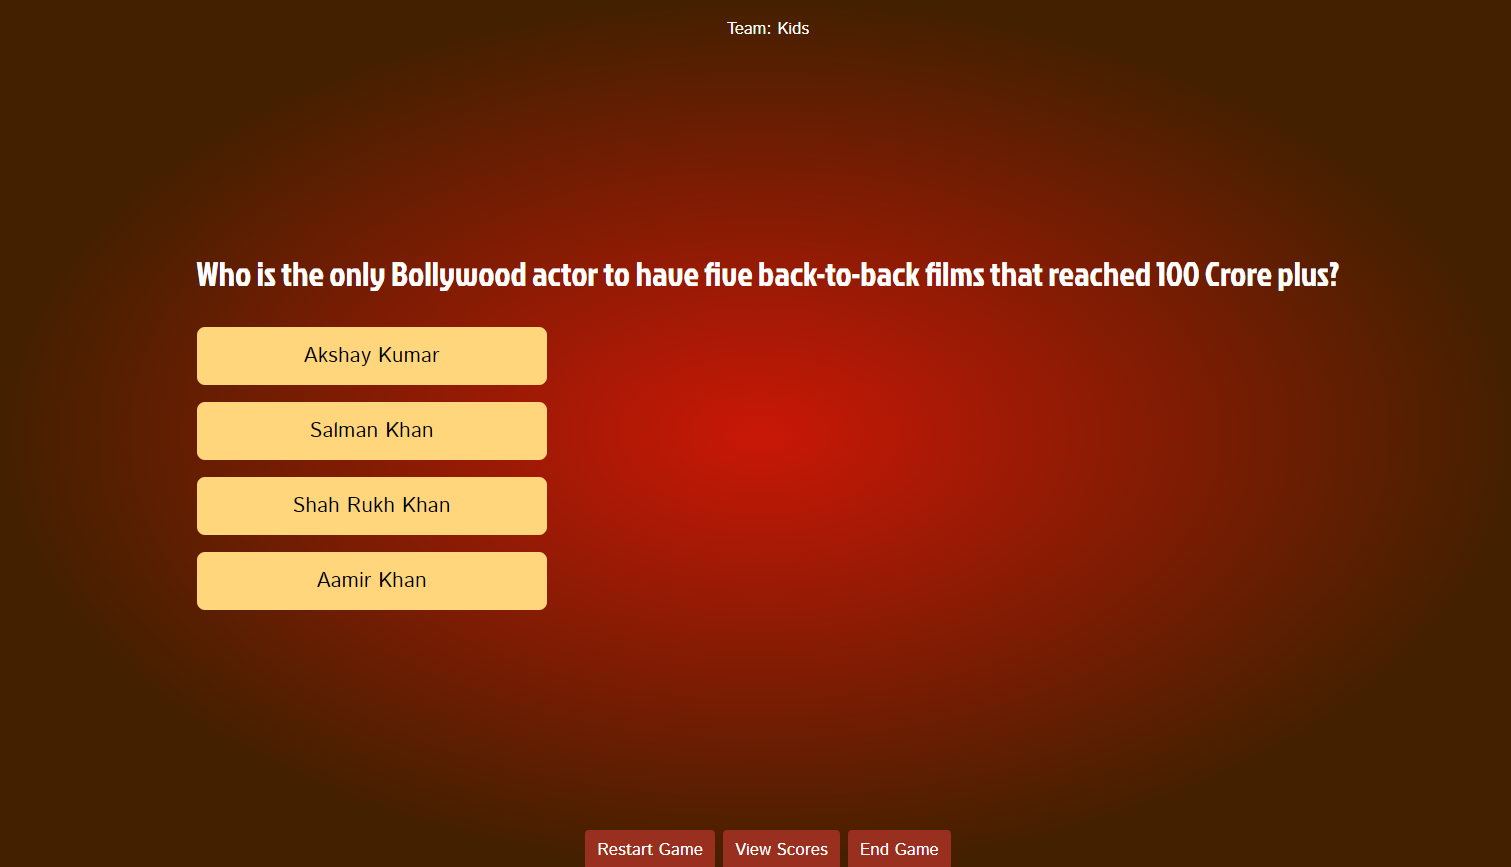 Team: Kids
Who is the only Bollywood actor to have five back-to-back films that reached 100 Crore plus?
Akshay Kumar
Salman Khan
Shah Rukh Khan
Aamir Khan
Restart Game
View Scores
End Game